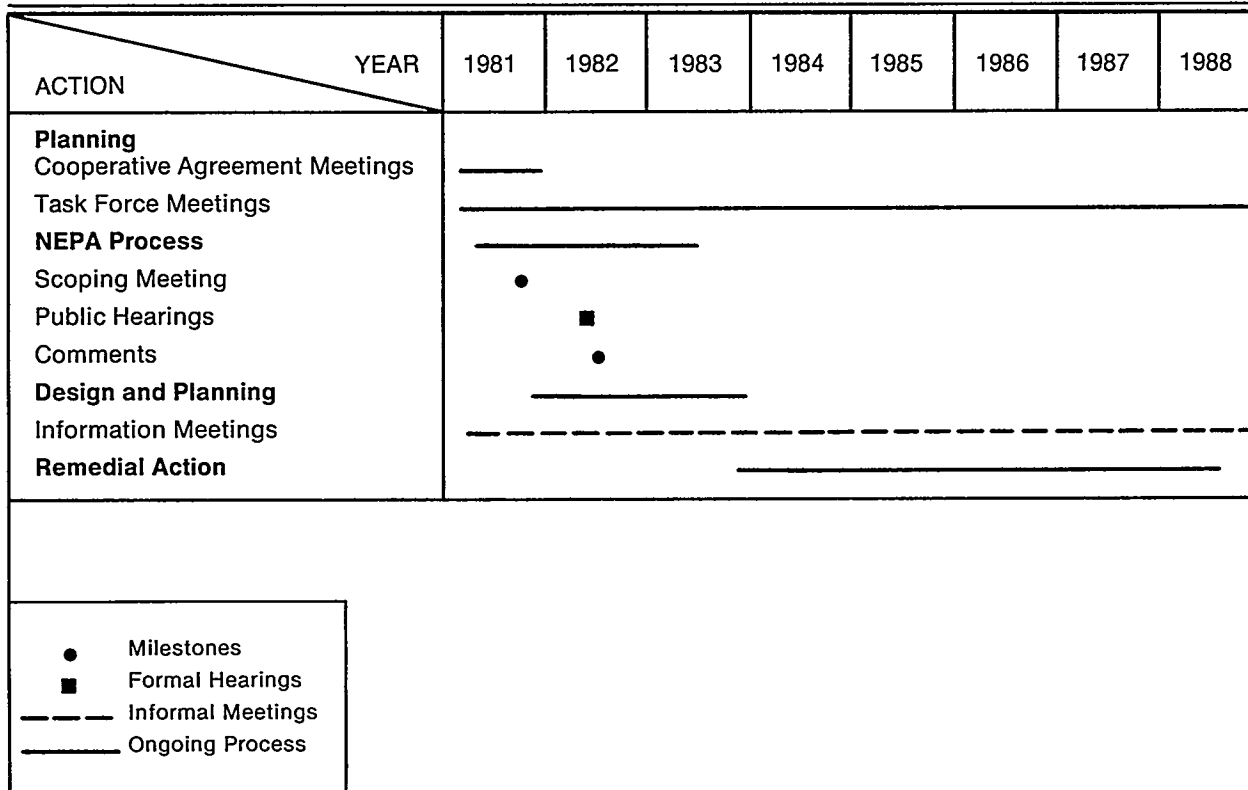 YEAR 1981 1982 1983 1984 1985 1986 1987 1988
ACTION
Planning
Cooperative Agreement Meetings
Task Force Meetings
NEPA Process
Scoping Meeting
Public Hearings
Comments
Design and Planning
Information Meetings
Remedial Action
Milestones
Formal Hearings
Informal Meetings
Ongoing Process